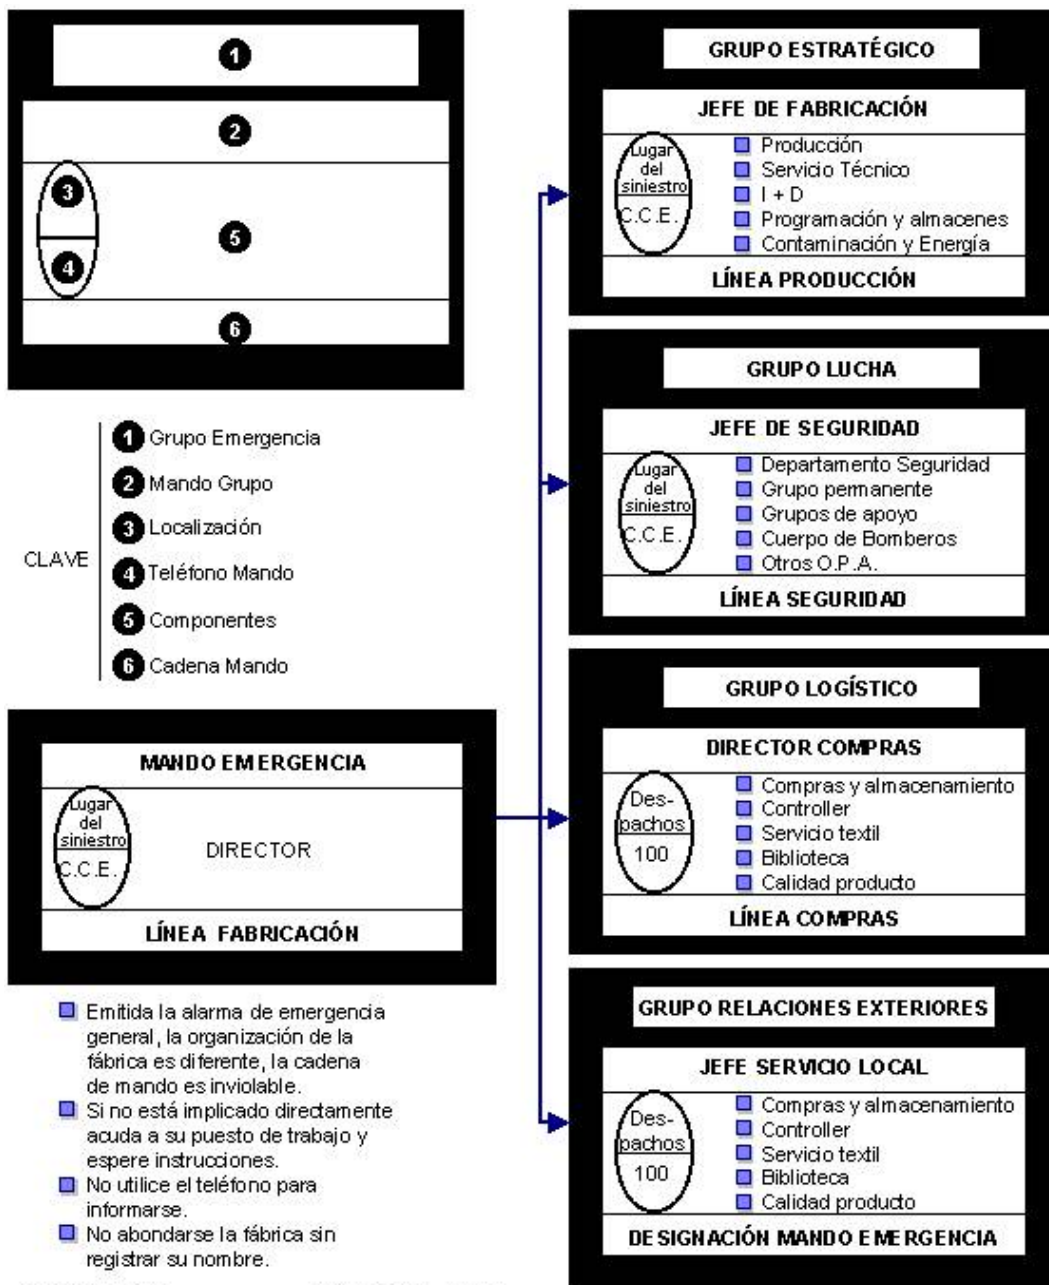 1
2
3
4
5
6
CLAVE
1 Grupo Emergencia
2 Mando Grupo
3 Localización
4 Teléfono Mando
5 Componentes
6 Cadena Mando
MANDO EMERGENCIA
Lugar
del
siniestro
C.C.E.
DIRECTOR
LÍNEA FABRICACIÓN
Emitida la alarma de emergencia
general, la organización de la
fábrica es diferente, la cadena
de mando es inviolable.
Si no está implicado directamente
acuda a su puesto de trabajo y
espere instrucciones.
No utilice el teléfono para
informarse.
No abondarse la fábrica sin
registrar su nombre.
GRUPO ESTRATÉGICO
JEFE DE FABRICACIÓN
Lugar
del
siniestro
C.C.E.
Producción
Servicio Técnico
I + D
Programación y almacenes
Contaminación y Energía
LÍNEA PRODUCCIÓN
GRUPO LUCHA
JEFE DE SEGURIDAD
Lugar
del
siniestro
C.C.E.
Departamento Seguridad
Grupo permanente
Grupos de apoyo
Cuerpo de Bomberos
Otros O.P.A.
LÍNEA SEGURIDAD
GRUPO LOGÍSTICO
DIRECTOR COMPRAS
Des-
pachos
100
Compras y almacenamiento
Controller
Servicio textil
Biblioteca
Calidad producto
LÍNEA COMPRAS
GRUPO RELACIONES EXTERIORES
JEFE SERVICIO LOCAL
Des-
pachos
100
Compras y almacenamiento
Controller
Servicio textil
Biblioteca
Calidad producto
DESIGNACIÓN MANDO EMERGENCIA